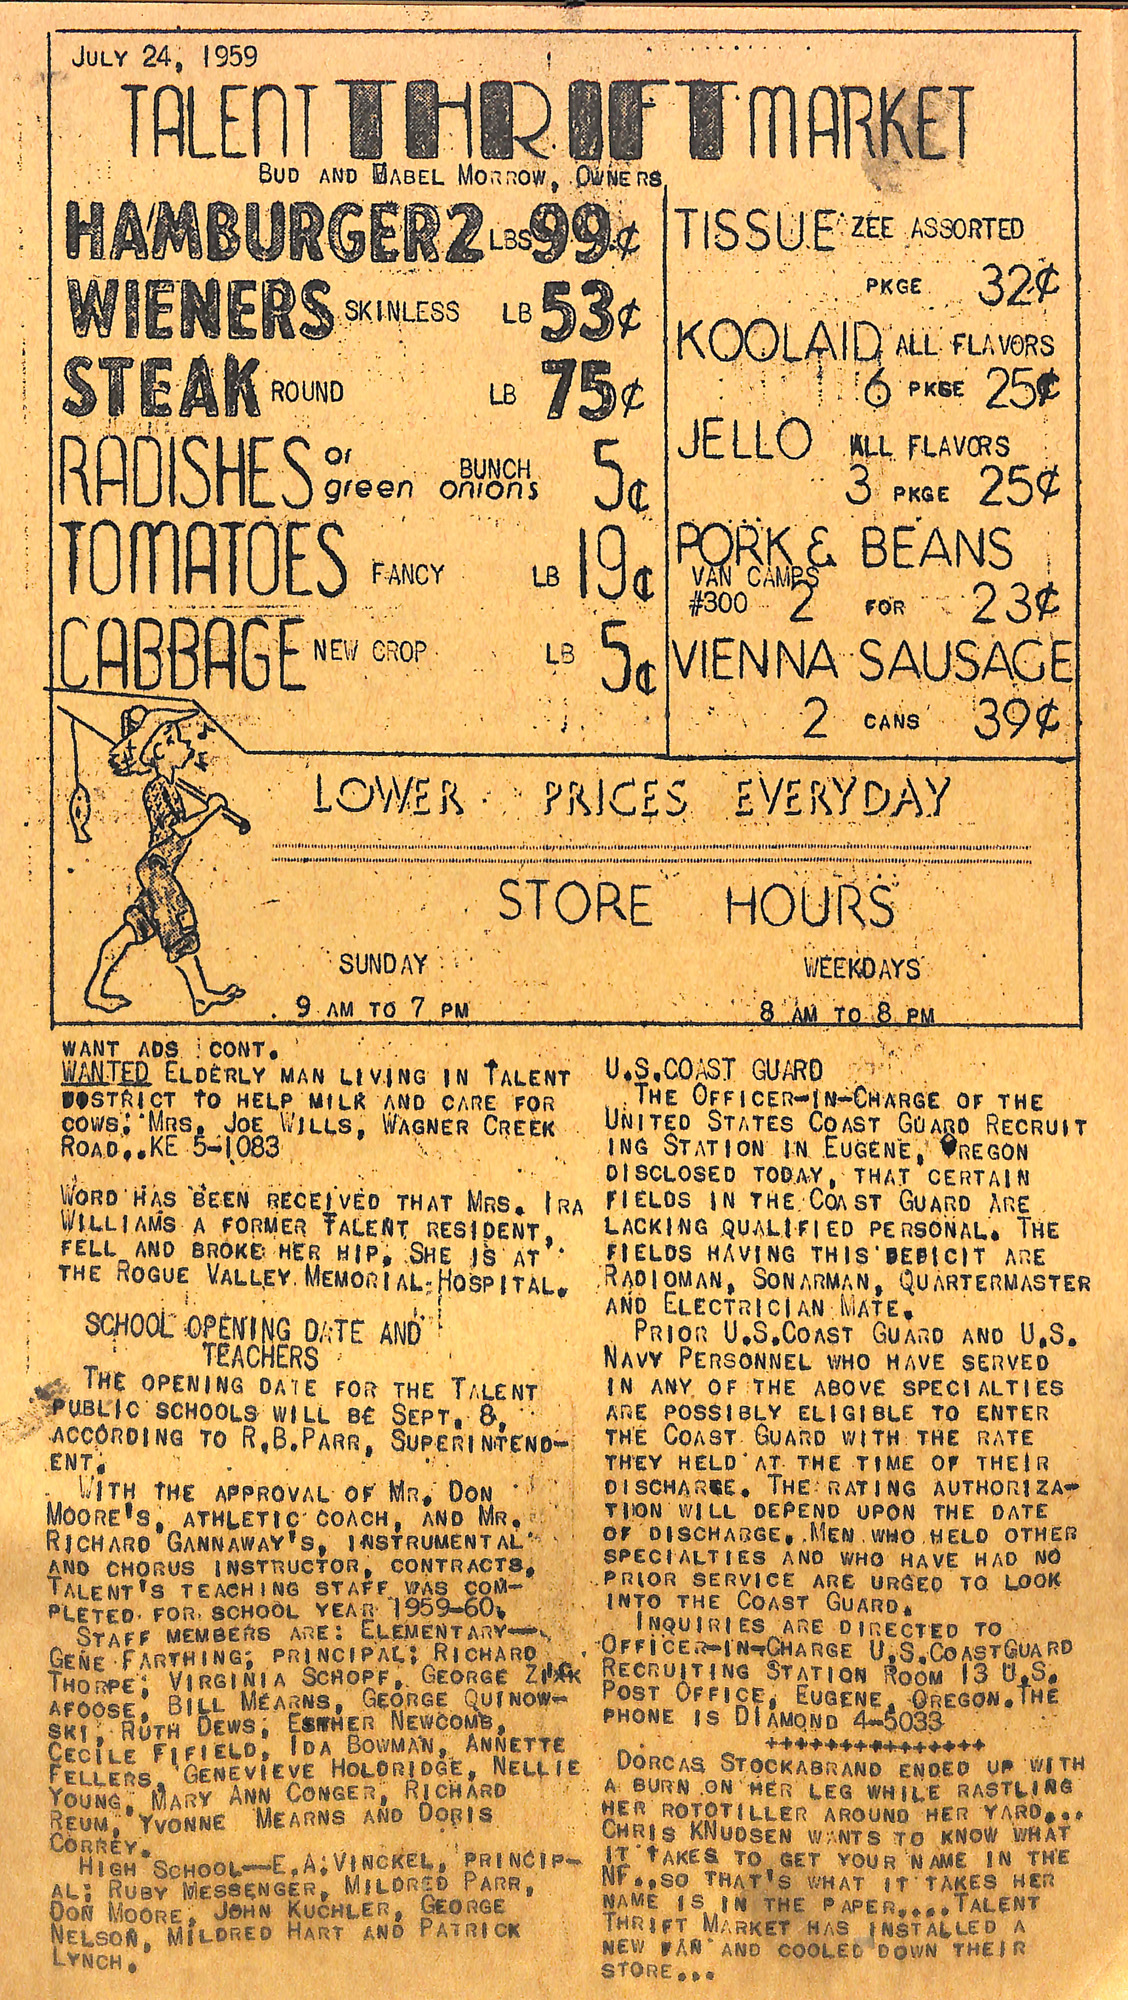 JULY 24, 1959
TALENT THRIFT MARKET
BUD AND MABEL MORROW, OWNERS
HAMBURGER 2 LBS 99¢
WIENERS SKINLESS LB 53¢
STEAK ROUND LB 75¢
RADISHES or green onions BUNCH 5¢
TOMATOES FANCY LB 19¢
CABBAGE NEW CROP LB 5¢
TISSUE ZEE ASSORTED
PKGE 32¢
KOOLAID ALL FLAVORS
6 PKGE 25¢
JELLO ALL FLAVORS
3 PKGE 25¢
PORK & BEANS
VAN CAMPS
#300 2 FOR 23¢
VIENNA SAUSAGE
2 CANS 39¢
LOWER PRICES EVERYDAY
STORE HOURS
SUNDAY WEEKDAYS
9 AM TO 7 PM 8 AM TO 8 PM
WANT ADS CONT.
WANTED ELDERLY MAN LIVING IN TALENT
DOSTRICT TO HELP MILK AND CARE FOR
COWS: MRS. JOE WILLS, WAGNER CREEK
ROAD..KE 5-1083
WORD HAS BEEN RECEIVED THAT MRS. IRA
WILLIAMS A FORMER TALENT RESIDENT,
FELL AND BROKE HER HIP. SHE IS AT
THE ROGUE VALLEY MEMORIAL HOSPITAL.
SCHOOL OPENING DATE AND
TEACHERS
THE OPENING DATE FOR THE TALENT
PUBLIC SCHOOLS WILL BE SEPT. 8,
ACCORDING TO R.B.PARR, SUPERINTEND-
ENT.
WITH THE APPROVAL OF MR. DON
MOORE'S, ATHLETIC COACH, AND MR.
RICHARD GANNAWAY'S, INSTRUMENTAL
AND CHORUS INSTRUCTOR, CONTRACTS,
TALENT'S TEACHING STAFF WAS COM-
PLETED FOR SCHOOL YEAR 1959-60.
STAFF MEMBERS ARE: ELEMENTARY—
GENE FARTHING; PRINCIPAL; RICHARD
THORPE; VIRGINIA SCHOPF, GEORGE
AFOOSE, BILL MEARNS, GEORGE QUINOW-
SKI, RUTH DEWS, ESTHER NEWCOMB,
CECILE FIFIELD, IDA BOWMAN, ANNETTE
FELLERS, GENEVIEVE HOLDRIDGE, NELLIE
YOUNG, MARY ANN CONGER, RICHARD
REUM, YVONNE MEARNS AND DORIS
CORREY.
HIGH SCHOOL—E.A.VINCKEL, PRINCIP-
AL; RUBY MESSENGER, MILDRED PARR,
DON MOORE, JOHN KUCHLER, GEORGE
NELSON, MILDRED HART AND PATRICK
LYNCH.
U.S.COAST GUARD
THE OFFICER-IN-CHARGE OF THE
UNITED STATES COAST GUARD RECRUIT
ING STATION IN EUGENE, OREGON
DISCLOSED TODAY, THAT CERTAIN
FIELDS IN THE COAST GUARD ARE
LACKING QUALIFIED PERSONAL. THE
FIELDS HAVING THIS DEBICIT ARE
RADIOMAN, SONARMAN, QUARTERMASTER
AND ELECTRICIAN MATE.
PRIOR U.S.COAST GUARD AND U.S.
NAVY PERSONNEL WHO HAVE SERVED
IN ANY OF THE ABOVE SPECIALTIES
ARE POSSIBLY ELIGIBLE TO ENTER
THE COAST GUARD WITH THE RATE
THEY HELD AT THE TIME OF THEIR
DISCHARGE. THE RATING AUTHORIZA-
TION WILL DEPEND UPON THE DATE
OF DISCHARGE. MEN WHO HELD OTHER
SPECIALTIES AND WHO HAVE HAD NO
PRIOR SERVICE ARE URGED TO LOOK
INTO THE COAST GUARD.
INQUIRIES ARE DIRECTED TO
OFFICER-IN-CHARGE U.S.COASTGUARD
RECRUITING STATION ROOM 13 U.S.
POST OFFICE, EUGENE, OREGON.THE
PHONE IS DIAMOND 4-5033
++++++++++++++++
DORCAS STOCKABRAND ENDED UP WITH
A BURN ON HER LEG WHILE RASTLING
HER ROTOTILLER AROUND HER YARD...
CHRIS KNUDSEN WANTS TO KNOW WHAT
IT TAKES TO GET YOUR NAME IN THE
NF..SO THAT'S WHAT IT TAKES HER
NAME IS IN THE PAPER....TALENT
THRIFT MARKET HAS INSTALLED A
NEW FAN AND COOLED DOWN THEIR
STORE...